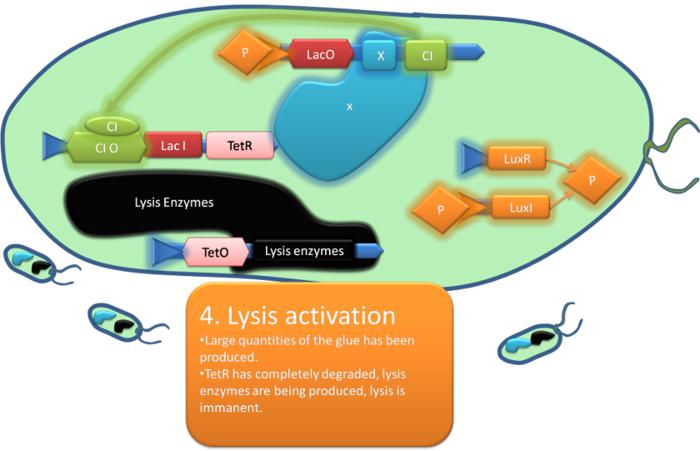 P LacO X CI
CI
x
CI O Lac I TetR
LuxR
P
Lysis Enzymes
P LuxI
TetO Lysis enzymes
4. Lysis activation
•Large quantities of the glue has been
produced.
•TetR has completely degraded, lysis
enzymes are being produced, lysis is
immanent.